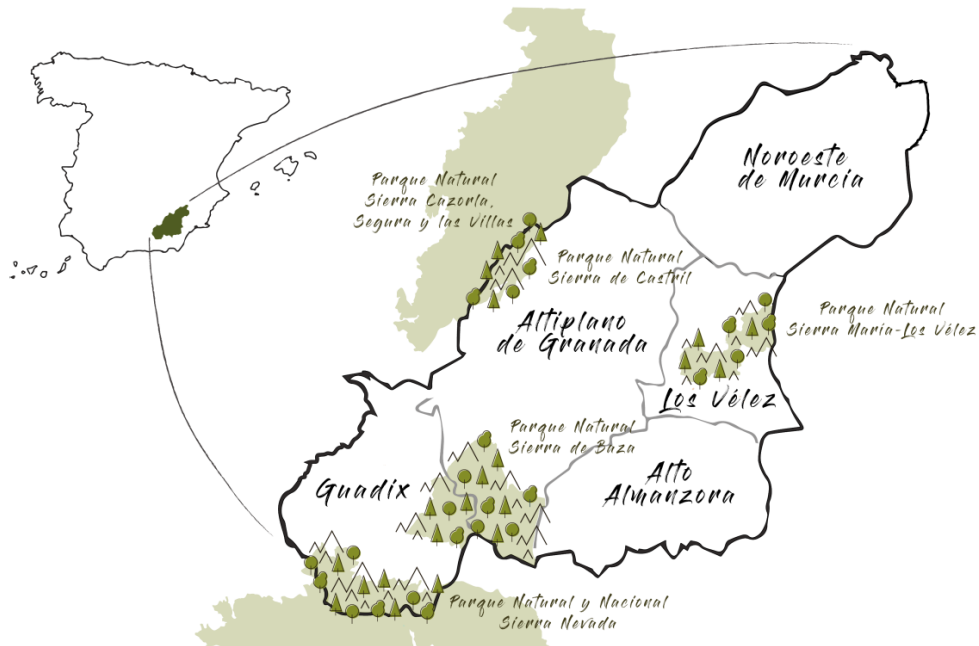 Noroeste
de Murcia
Parque Natural
Sierra Cazorla,
Segura y las Villas
Parque Natural
Sierra de Castril
Altiplano
de Granada
Parque Natural
Sierra María-Los Vélez
Los Vélez
Parque Natural
Sierra de Baza
Guadix
Alto
Almanzora
Parque Natural y Nacional
Sierra Nevada